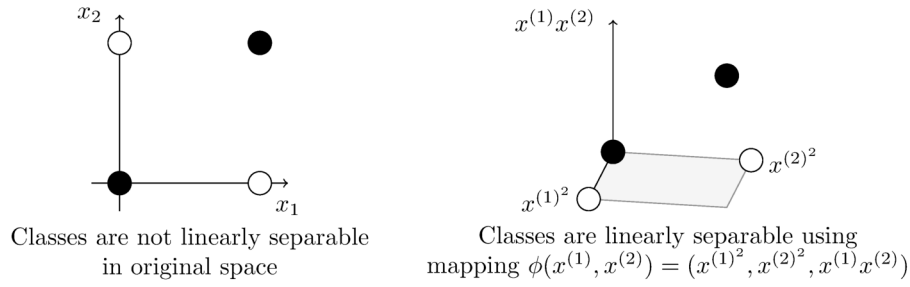 x₂
x₁
Classes are not linearly separable
in original space
x⁽¹⁾x⁽²⁾
x⁽²⁾²
x⁽¹⁾²
Classes are linearly separable using
mapping ϕ(x⁽¹⁾, x⁽²⁾) = (x⁽¹⁾², x⁽²⁾², x⁽¹⁾x⁽²⁾)